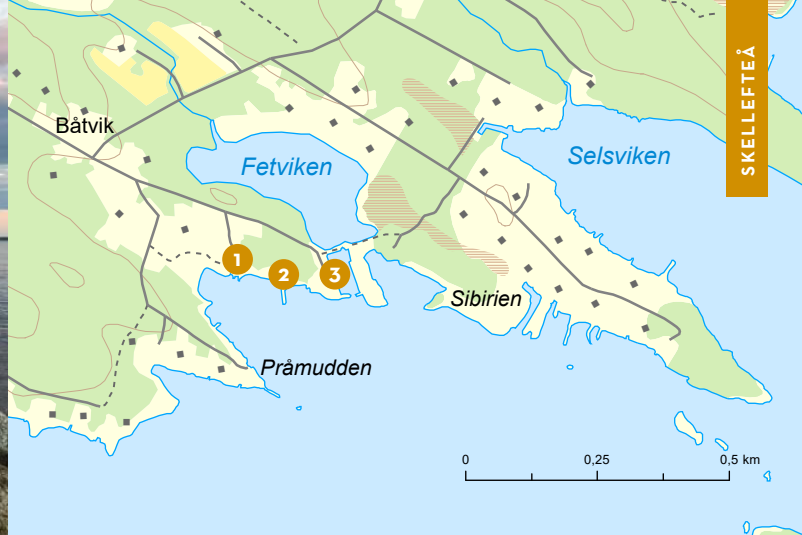 SKELLEFTEÅ
Båtvik
Fetviken
Selsviken
1
2
3
Sibirien
Pråmudden
0
0,25
0,5 km